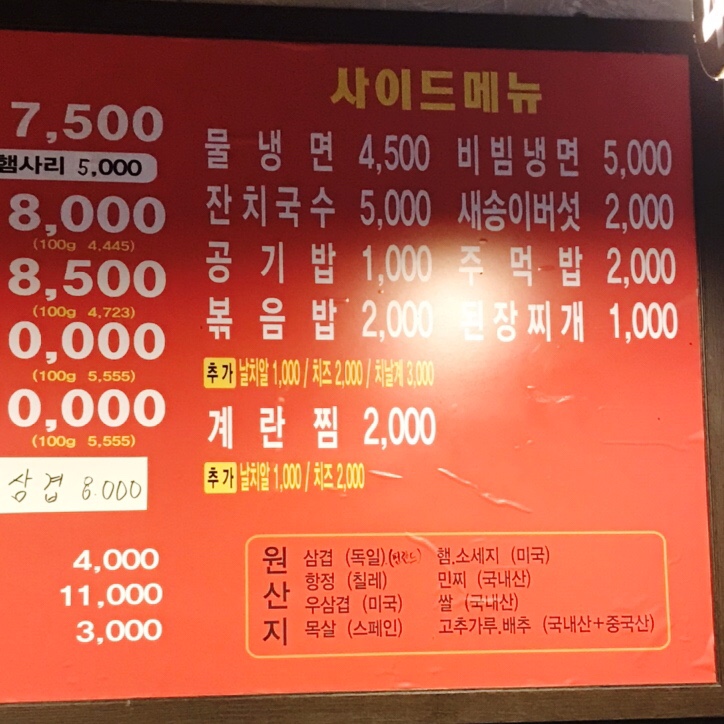 사이드메뉴
7,500
햄사리 5,000
8,000
(100g 4,445)
8,500
(100g 4,723)
0,000
(100g 5,555)
0,000
(100g 5,555)
삼겹 8.000
4,000
11,000
3,000
물냉면 4,500 비빔냉면 5,000
잔치국수 5,000 새송이버섯 2,000
공기밥 1,000 주먹밥 2,000
볶음밥 2,000 된장찌개 1,000
추가 날치알 1,000 / 치즈 2,000 / 치날계 3,000
계란찜 2,000
추가 날치알 1,000 / 치즈 2,000
원산지
삼겹 (독일) 햄.소세지 (미국)
항정 (칠레) 민찌 (국내산)
우삼겹 (미국) 쌀 (국내산)
목살 (스페인) 고추가루.배추 (국내산+중국산)